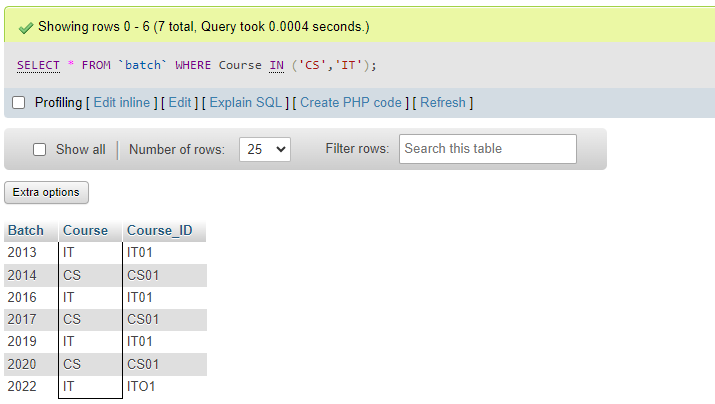 Showing rows 0 - 6 (7 total, Query took 0.0004 seconds.)
SELECT * FROM `batch` WHERE Course IN ('CS','IT');
Profiling [ Edit inline ] [ Edit ] [ Explain SQL ] [ Create PHP code ] [ Refresh ]
Show all Number of rows: 25 Filter rows: Search this table
Extra options
Batch Course Course_ID
2013 IT IT01
2014 CS CS01
2016 IT IT01
2017 CS CS01
2019 IT IT01
2020 CS CS01
2022 IT ITO1